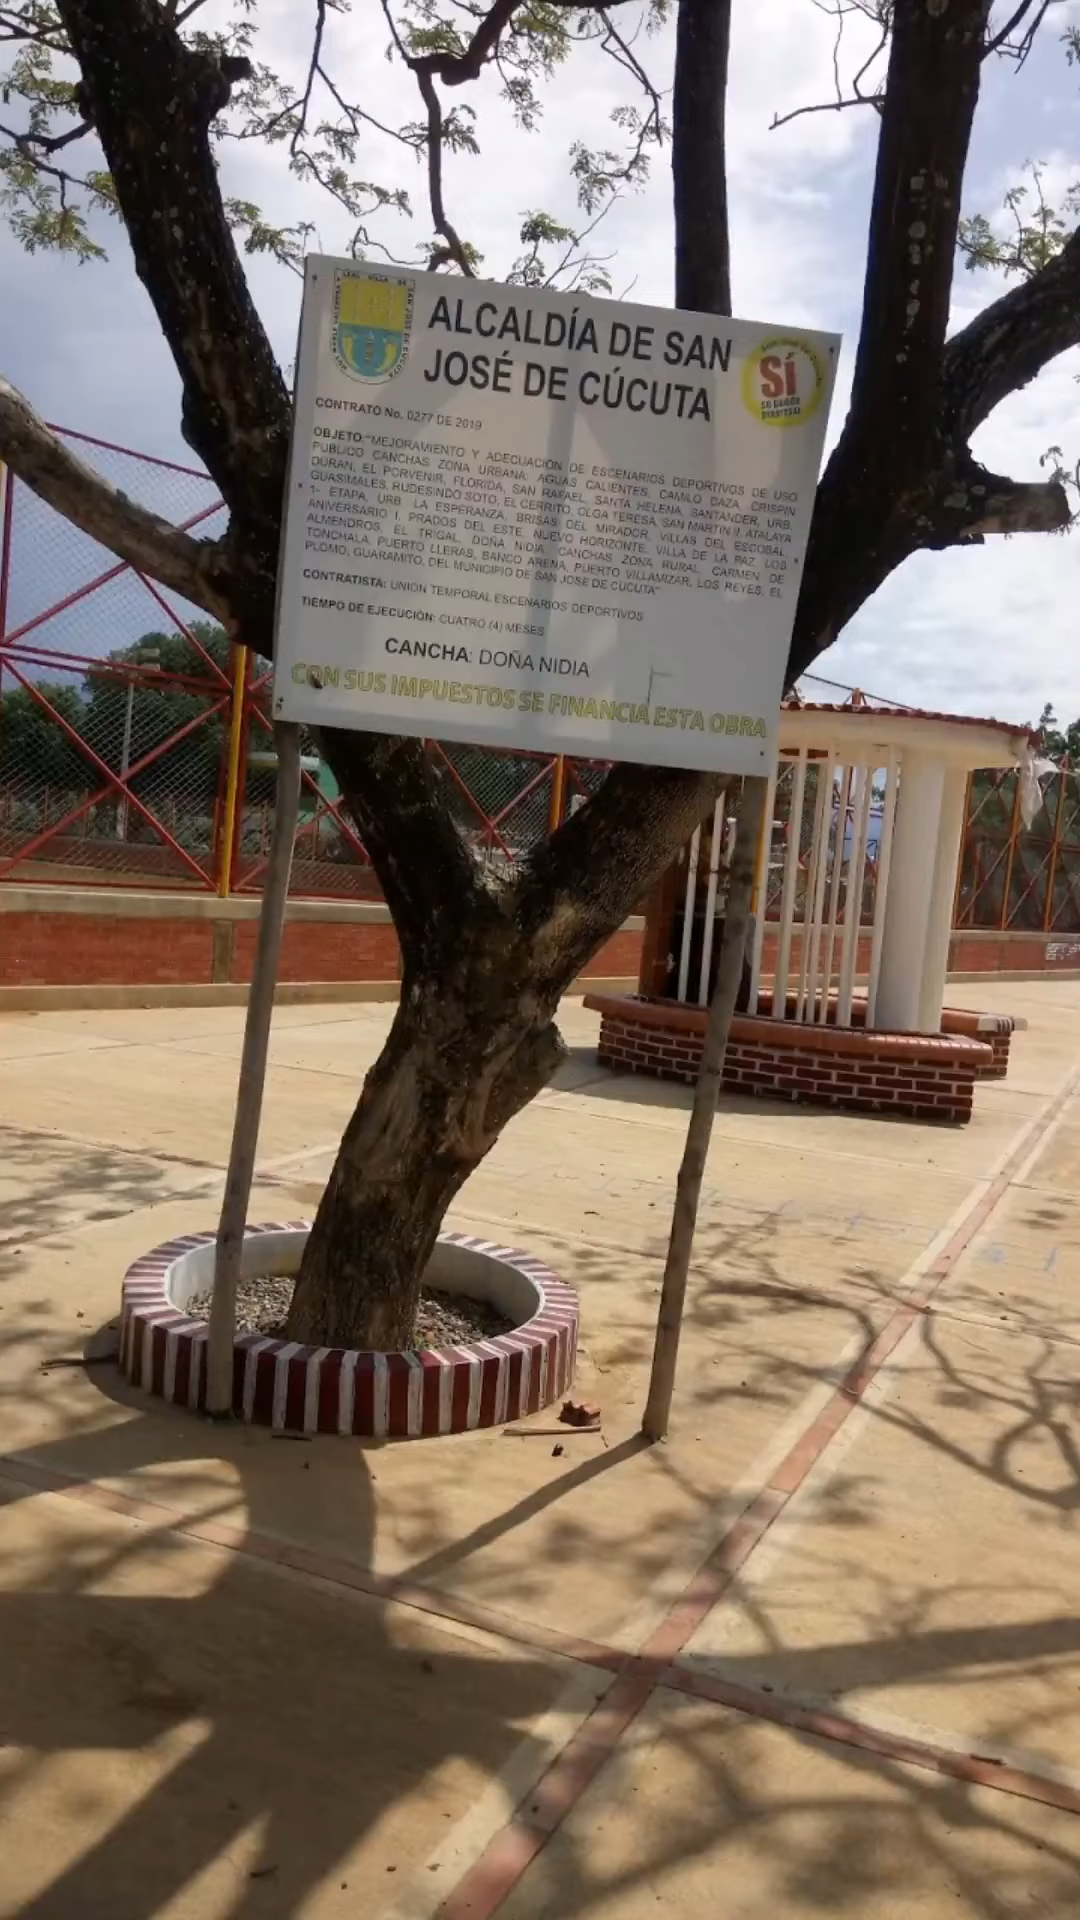 ALCALDÍA DE SAN
JOSÉ DE CÚCUTA
SÍ
CONTRATO No. 0277 DE 2019
OBJETO:"MEJORAMIENTO Y ADECUACION DE ESCENARIOS DEPORTIVOS DE USO
PUBLICO CANCHAS ZONA URBANA: AGUAS CALIENTES, CAMILO DAZA, CRISPIN
DURAN, EL PORVENIR, FLORIDA, SAN RAFAEL, SANTA HELENA, SANTANDER, URB.
GUASIMALES, RUDESINDO SOTO, EL CERRITO, OLGA TERESA, SAN MARTIN II, ATALAYA
1- ETAPA, URB. LA ESPERANZA, BRISAS DEL MIRADOR, VILLAS DEL ESCOBAL,
ANIVERSARIO I, PRADOS DEL ESTE, NUEVO HORIZONTE, VILLA DE LA PAZ, LOS
ALMENDROS, EL TRIGAL, DOÑA NIDIA. CANCHAS ZONA RURAL: CARMEN DE
TONCHALA, PUERTO LLERAS, BANCO ARENA, PUERTO VILLAMIZAR, LOS REYES, EL
PLOMO, GUARAMITO, DEL MUNICIPIO DE SAN JOSE DE CUCUTA"
CONTRATISTA: UNION TEMPORAL ESCENARIOS DEPORTIVOS
TIEMPO DE EJECUCIÓN: CUATRO (4) MESES
CANCHA: DOÑA NIDIA
CON SUS IMPUESTOS SE FINANCIA ESTA OBRA